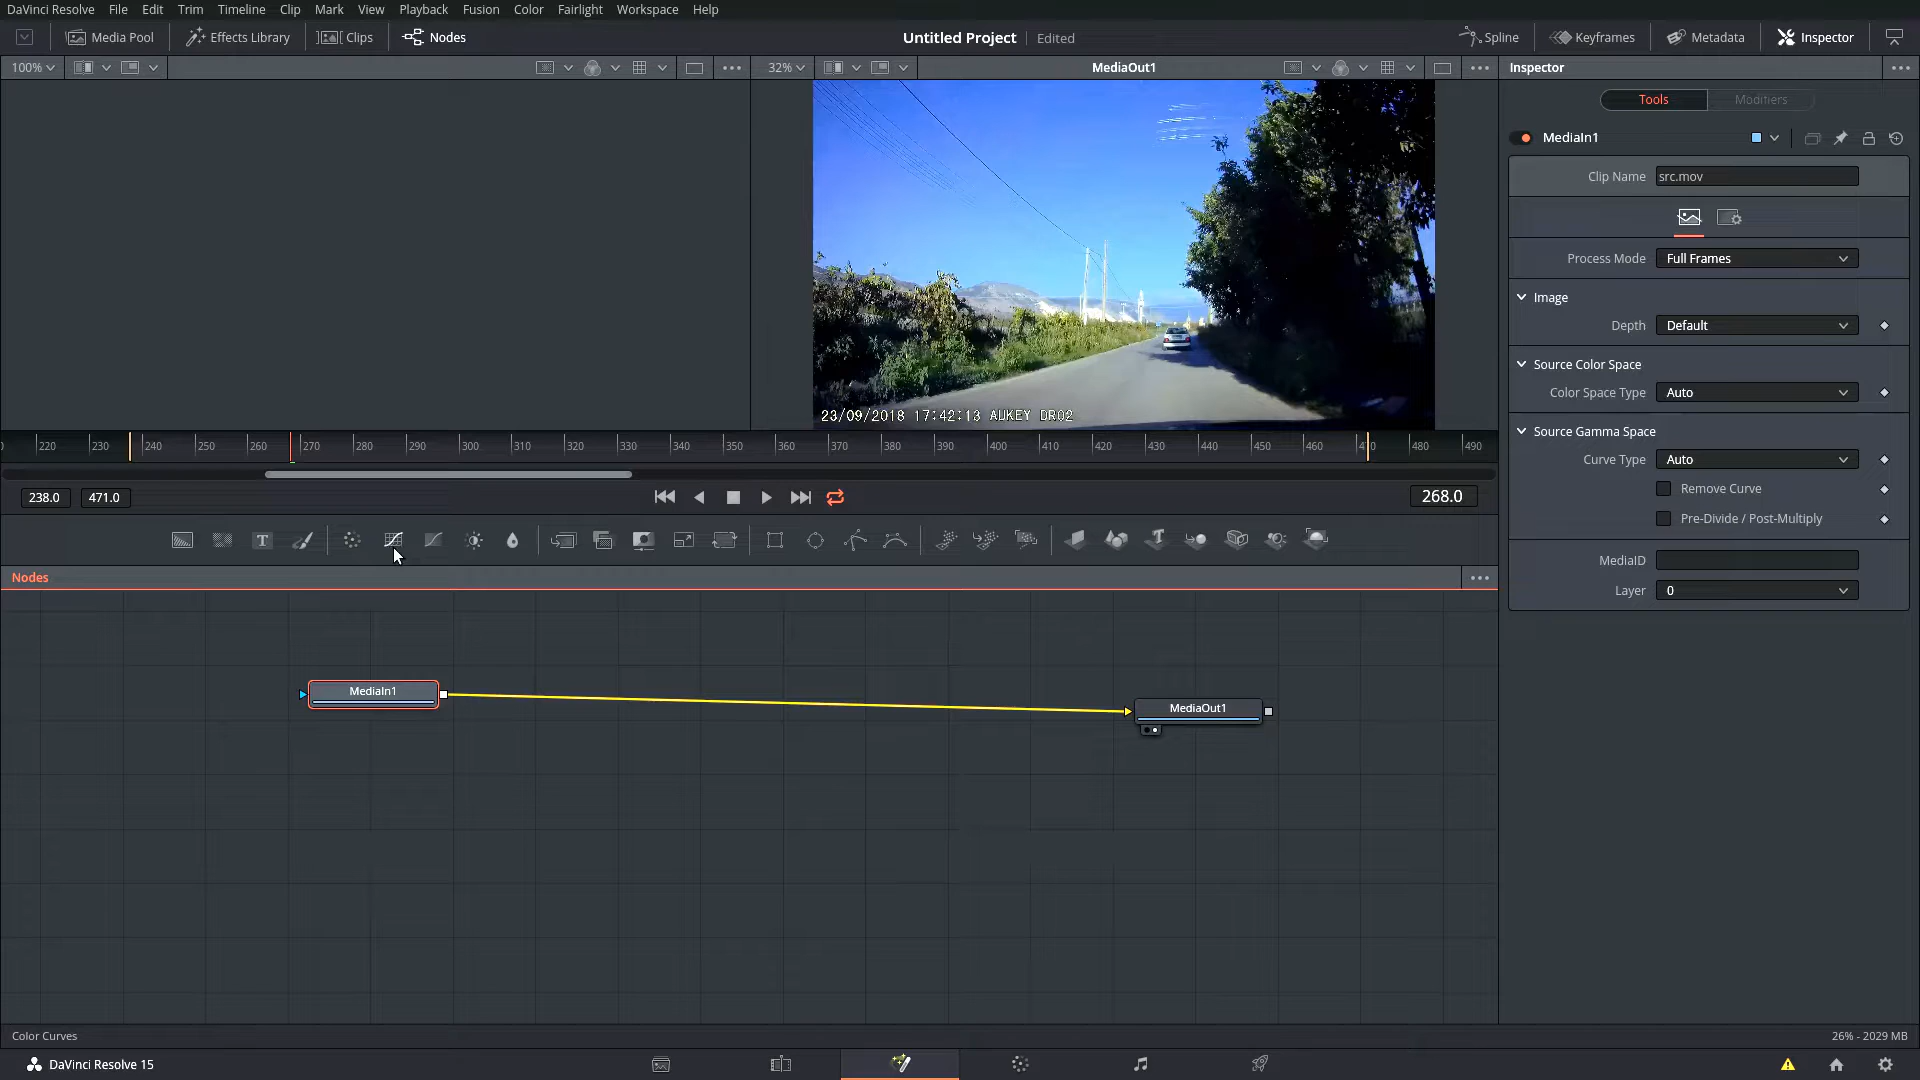 DaVinci Resolve File Edit Trim Timeline Clip Mark View Playback Fusion Color Fairlight Workspace Help
Media Pool Effects Library Clips Nodes Untitled Project Edited Spline Keyframes Metadata Inspector
100% 32% MediaOut1 Inspector
Tools Modifiers
MediaIn1
Clip Name src.mov
Process Mode Full Frames
Image
Depth Default
Source Color Space
Color Space Type Auto
23/09/2018 17:42:13 AUKEY DR02
Source Gamma Space
220 230 240 250 260 270 280 290 300 310 320 330 340 350 360 370 380 390 400 410 420 430 440 450 460 470 480 490
Curve Type Auto
Remove Curve
238.0 471.0 268.0
Pre-Divide / Post-Multiply
MediaID
Nodes
Layer 0
MediaIn1
MediaOut1
Color Curves 26% - 2029 MB
DaVinci Resolve 15